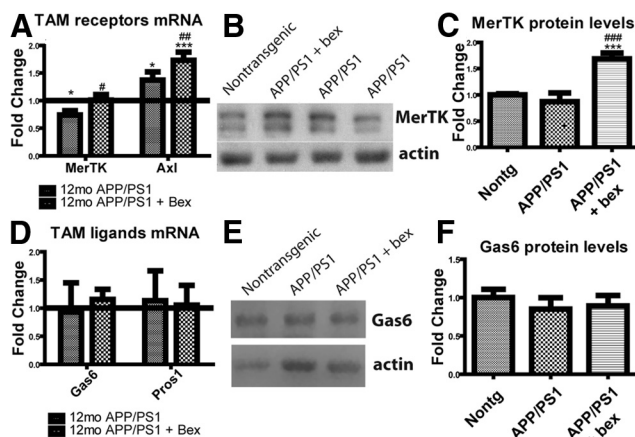 A
TAM receptors mRNA
Fold Change
2.0
1.5
1.0
0.5
0.0
*
#
*
##
***
MerTK
Axl
12mo APP/PS1
12mo APP/PS1 + Bex
B
Nontransgenic
APP/PS1 + bex
APP/PS1
APP/PS1
MerTK
actin
C
MerTK protein levels
Fold Change
2.0
1.5
1.0
0.5
0.0
###
***
Nontg
APP/PS1
APP/PS1
+ bex
D
TAM ligands mRNA
Fold Change
2.0
1.5
1.0
0.5
0.0
Gas6
Pros1
12mo APP/PS1
12mo APP/PS1 + Bex
E
Nontransgenic
APP/PS1
APP/PS1 + bex
Gas6
actin
F
Gas6 protein levels
Fold Change
1.5
1.0
0.5
0.0
Nontg
APP/PS1
APP/PS1
bex